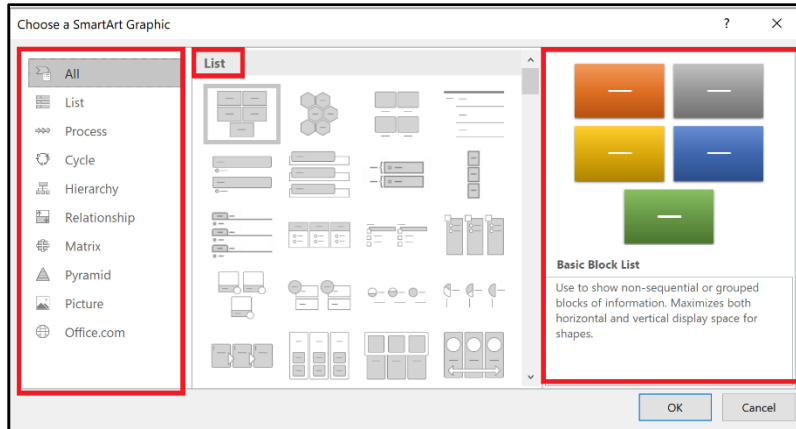 Choose a SmartArt Graphic
?
All
List
Process
Cycle
Hierarchy
Relationship
Matrix
Pyramid
Picture
Office.com
List
Basic Block List
Use to show non-sequential or grouped
blocks of information. Maximizes both
horizontal and vertical display space for
shapes.
OK
Cancel